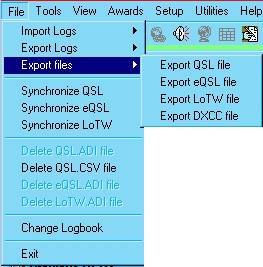 File Tools View Awards Setup Utilities Help
Import Logs
Export Logs
Export files
Export QSL file
Export eQSL file
Export LoTW file
Export DXCC file
Synchronize QSL
Synchronize eQSL
Synchronize LoTW
Delete QSL.ADI file
Delete QSL.CSV file
Delete eQSL.ADI file
Delete LoTW.ADI file
Change Logbook
Exit